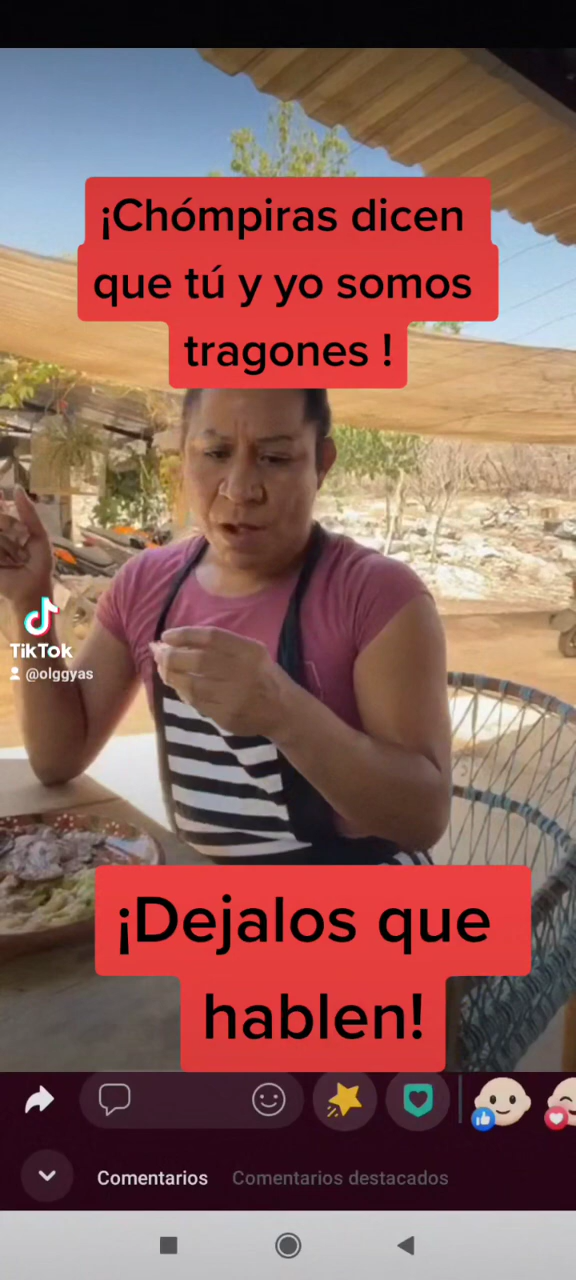 ¡Chómpiras dicen
que tú y yo somos
tragones !
TikTok
@olggyas
¡Dejalos que
hablen!
Comentarios Comentarios destacados